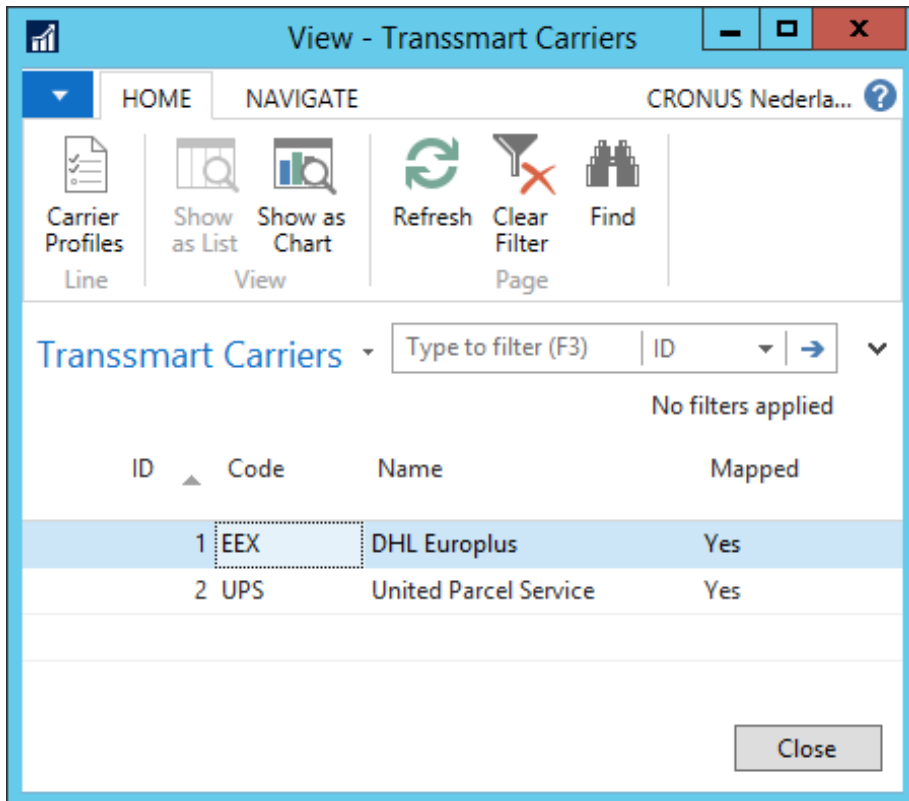 View - Transsmart Carriers
HOME NAVIGATE CRONUS Nederla... ?
Carrier Profiles Show as List Show as Chart Refresh Clear Filter Find
Line View Page
Transsmart Carriers Type to filter (F3) ID
No filters applied
ID Code Name Mapped
1 EEX DHL Europlus Yes
2 UPS United Parcel Service Yes
Close